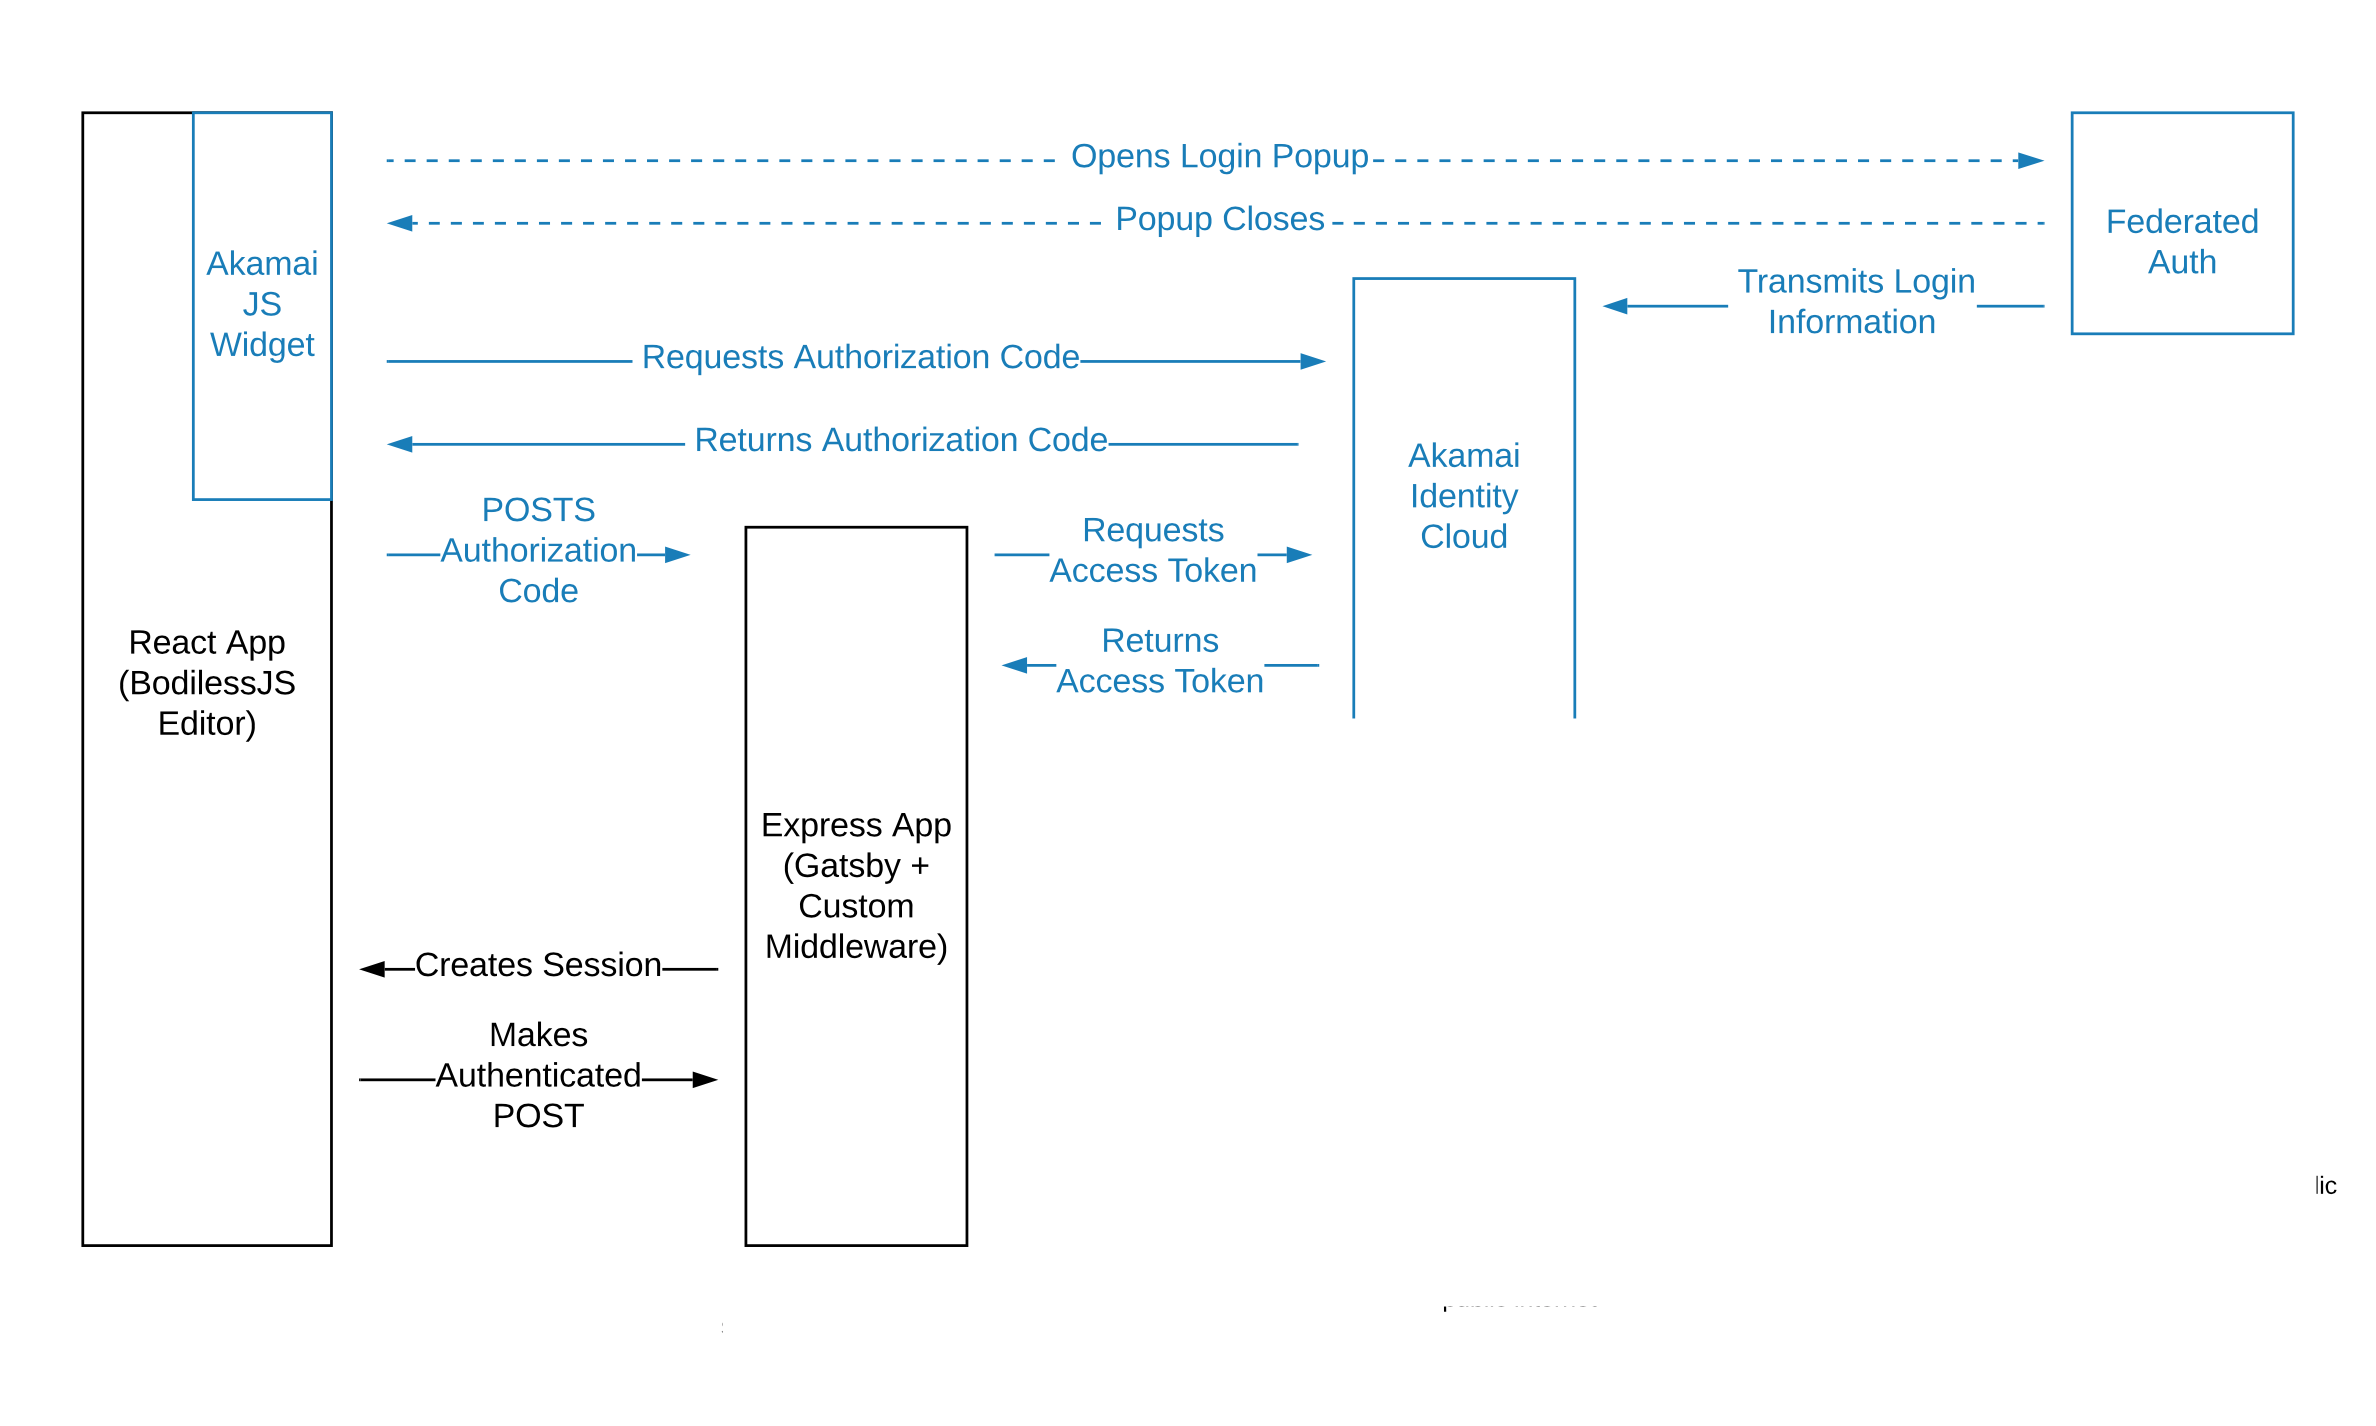 Opens Login Popup
Popup Closes
Federated
Auth
Akamai
JS
Widget
Transmits Login
Information
Requests Authorization Code
Returns Authorization Code
Akamai
Identity
Cloud
POSTS
Authorization
Code
Requests
Access Token
Returns
Access Token
React App
(BodilessJS
Editor)
Express App
(Gatsby +
Custom
Middleware)
Creates Session
Makes
Authenticated
POST
lic